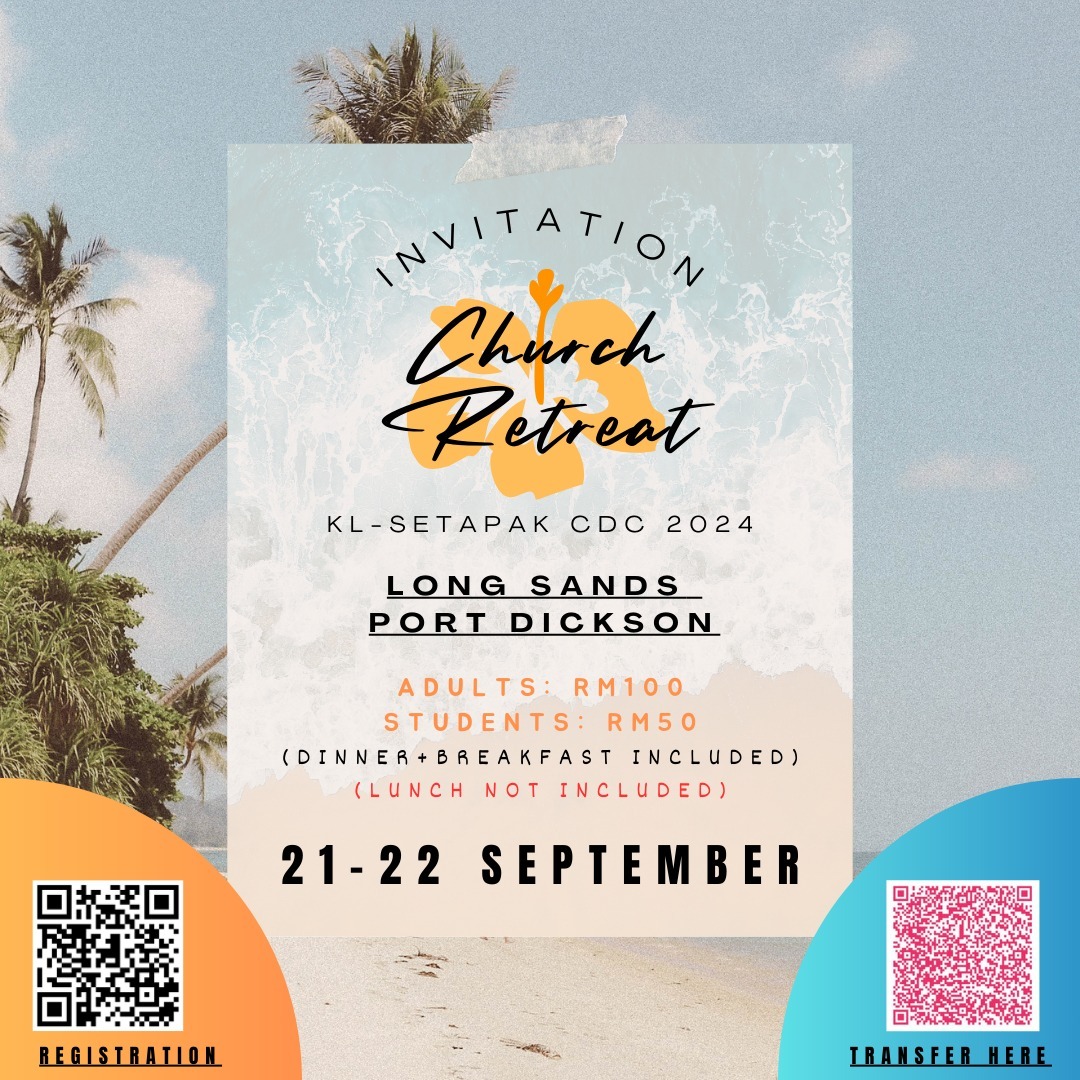 INVITATION
Church
Retreat
KL-SETAPAK CDC 2024
LONG SANDS
PORT DICKSON
ADULTS: RM100
STUDENTS: RM50
(DINNER+BREAKFAST INCLUDED)
(LUNCH NOT INCLUDED)
21-22 SEPTEMBER
REGISTRATION
TRANSFER HERE